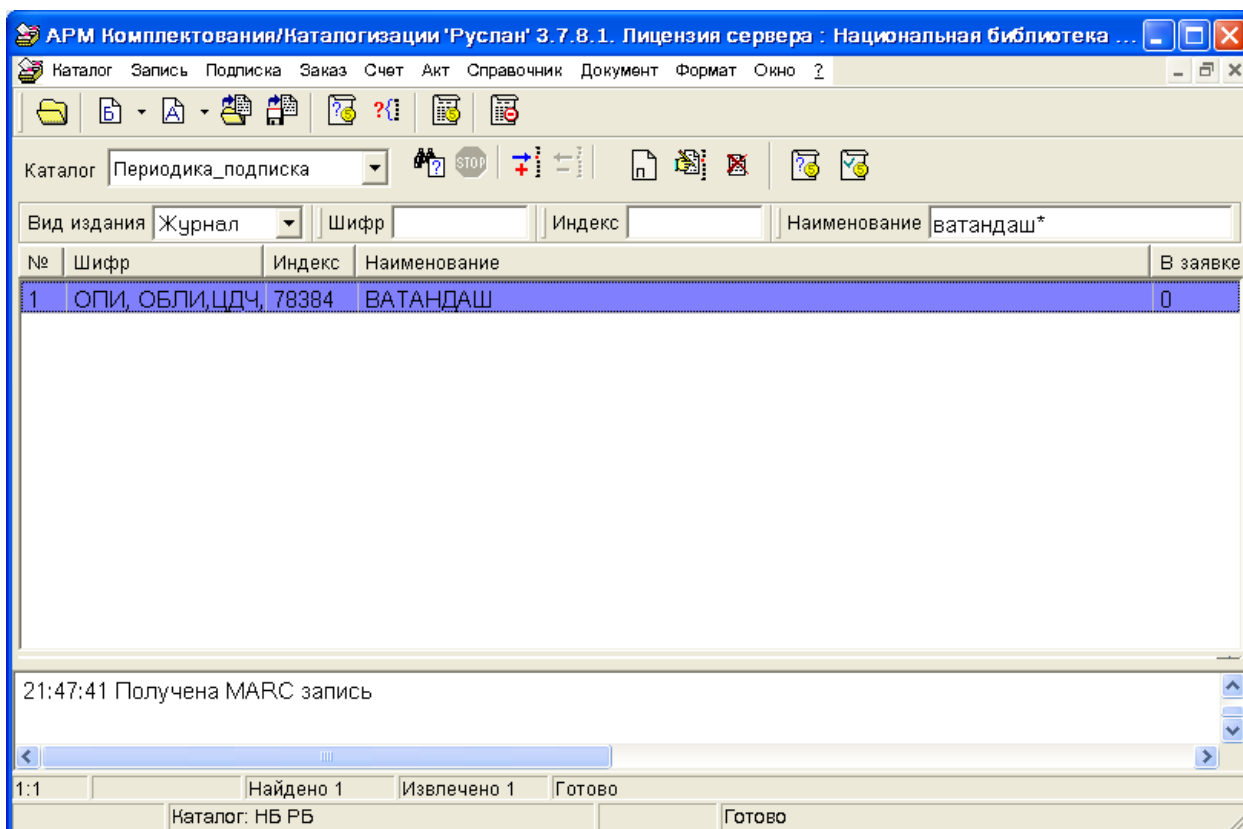 АРМ Комплектования/Каталогизации 'Руслан' 3.7.8.1. Лицензия сервера : Национальная библиотека ...
Каталог Запись Подписка Заказ Счет Акт Справочник Документ Формат Окно ?
Б А
STOP
Каталог Периодика_подписка
Вид издания Журнал Шифр Индекс Наименование ватандаш*
№ Шифр Индекс Наименование В заявке
1 ОПИ, ОБЛИ,ЦДЧ, 78384 ВАТАНДАШ 0
21:47:41 Получена MARC запись
1:1 Найдено 1 Извлечено 1 Готово
Каталог: НБ РБ Готово